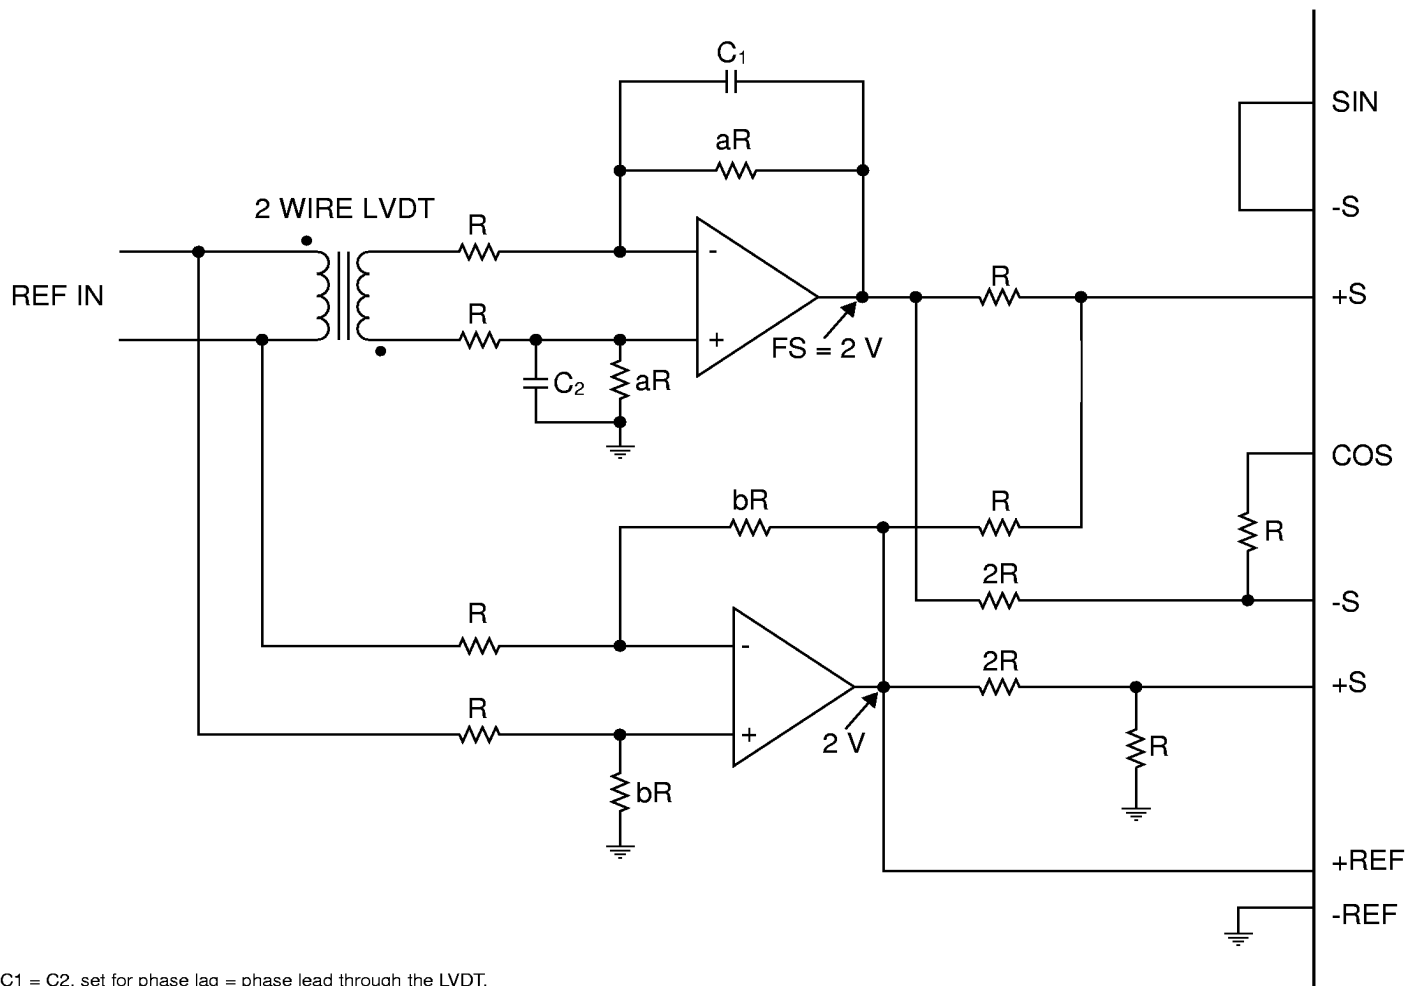 C1
aR
SIN
-S
2 WIRE LVDT
R
-
REF IN
R
+S
R
+
FS = 2 V
C2
aR
COS
bR
R
R
2R
-S
R
-
2R
+S
R
+
2 V
R
bR
+REF
-REF
C1 = C2, set for phase lag = phase lead through the LVDT.